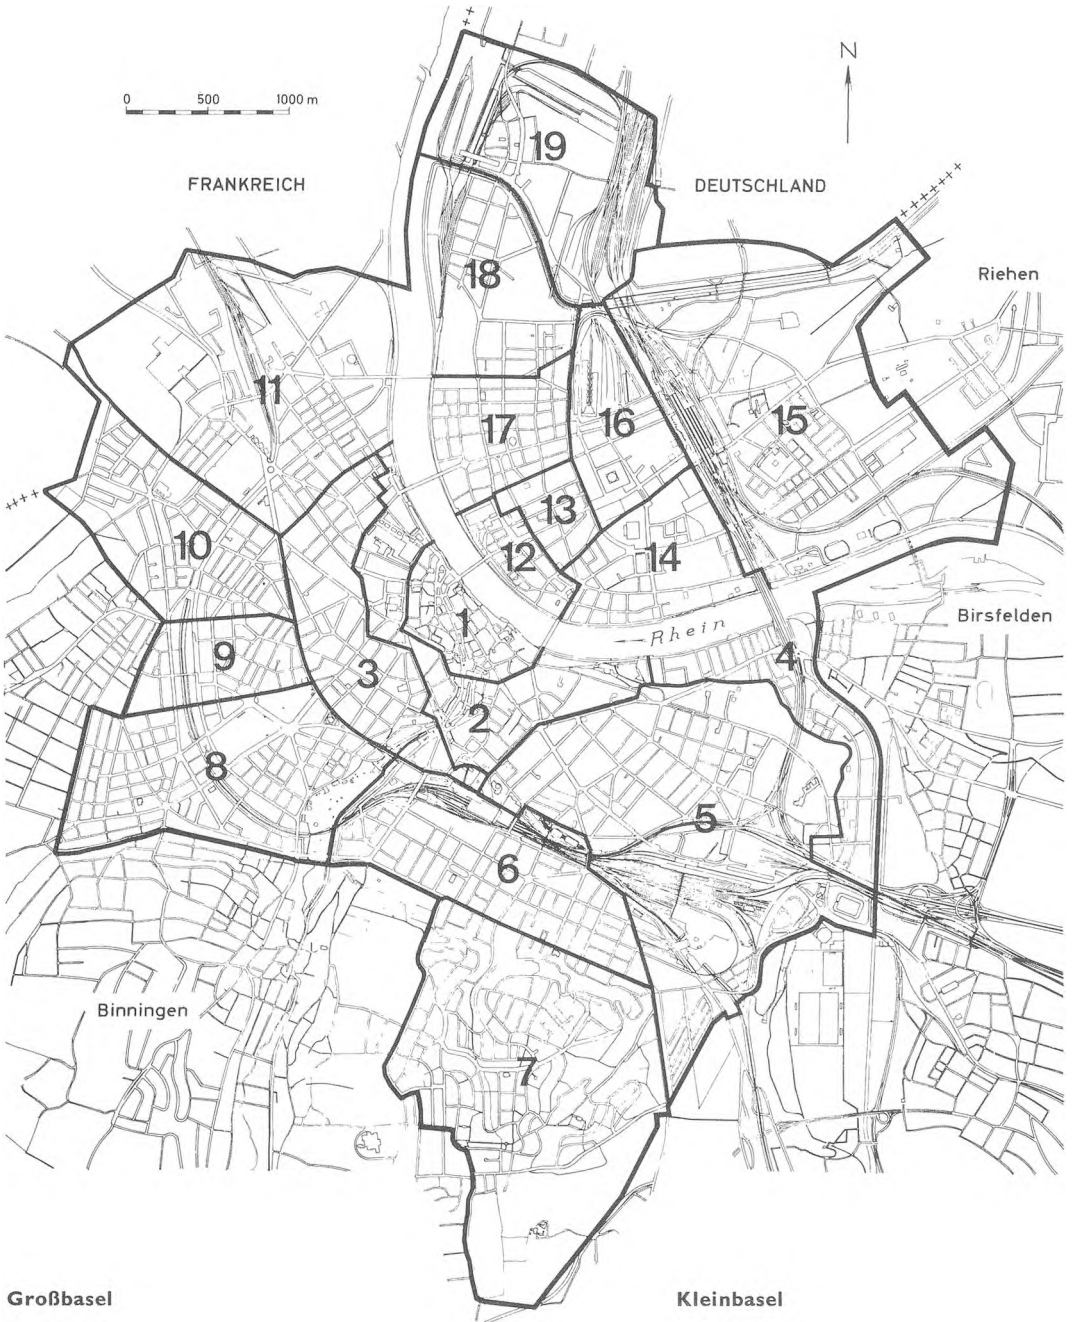 N
0 500 1000 m
19
FRANKREICH
DEUTSCHLAND
18
Riehen
11
17
16
15
13
10
12
14
1
Rhein
Birsfelden
9
3
4
2
8
5
6
Binningen
7
Großbasel
Kleinbasel